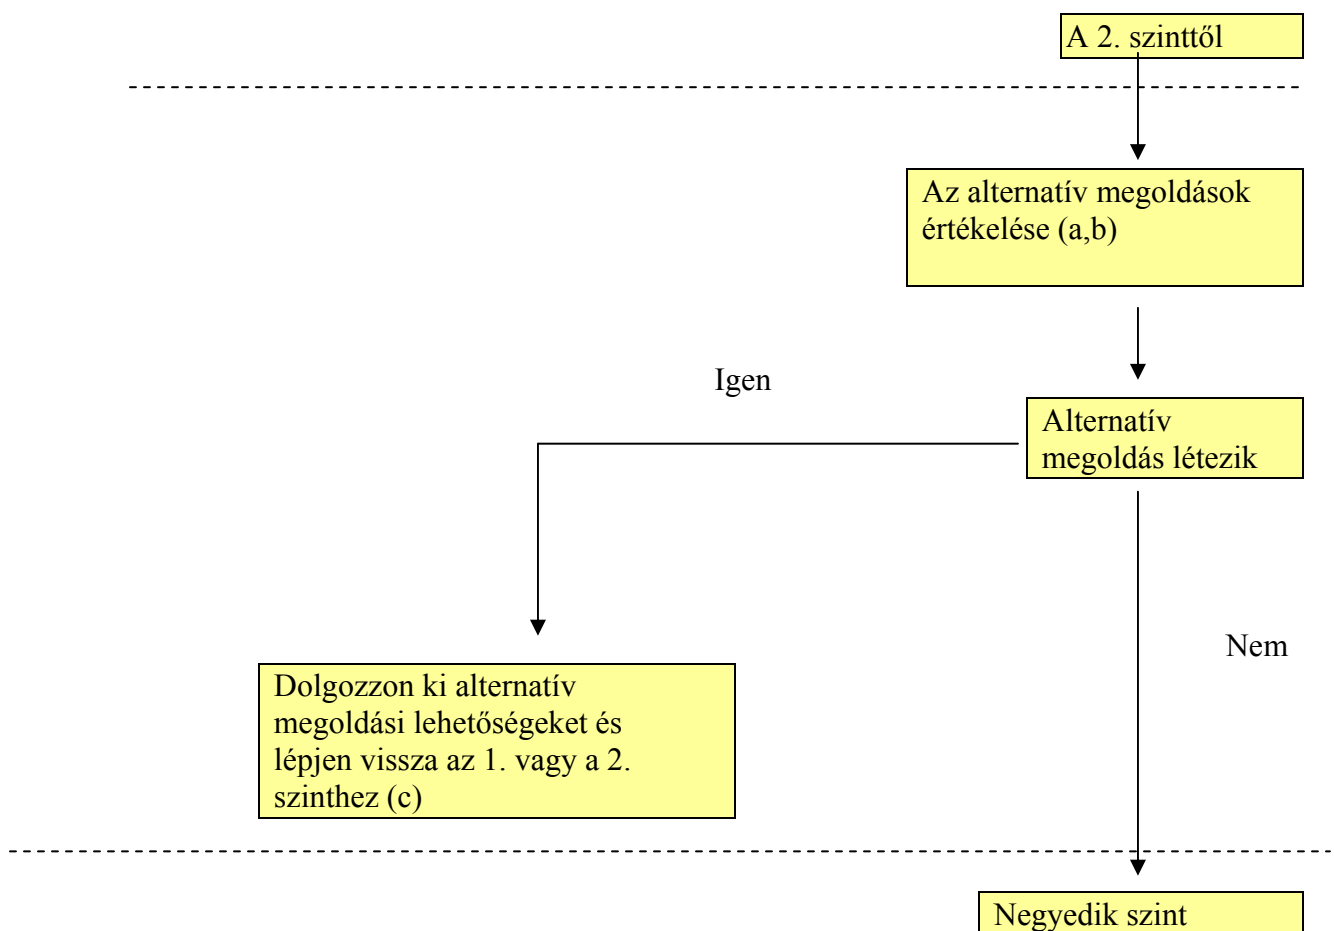 A 2. szinttől
Az alternatív megoldások
értékelése (a,b)
Igen
Alternatív
megoldás létezik
Nem
Dolgozzon ki alternatív
megoldási lehetőségeket és
lépjen vissza az 1. vagy a 2.
szinthez (c)
Negyedik szint